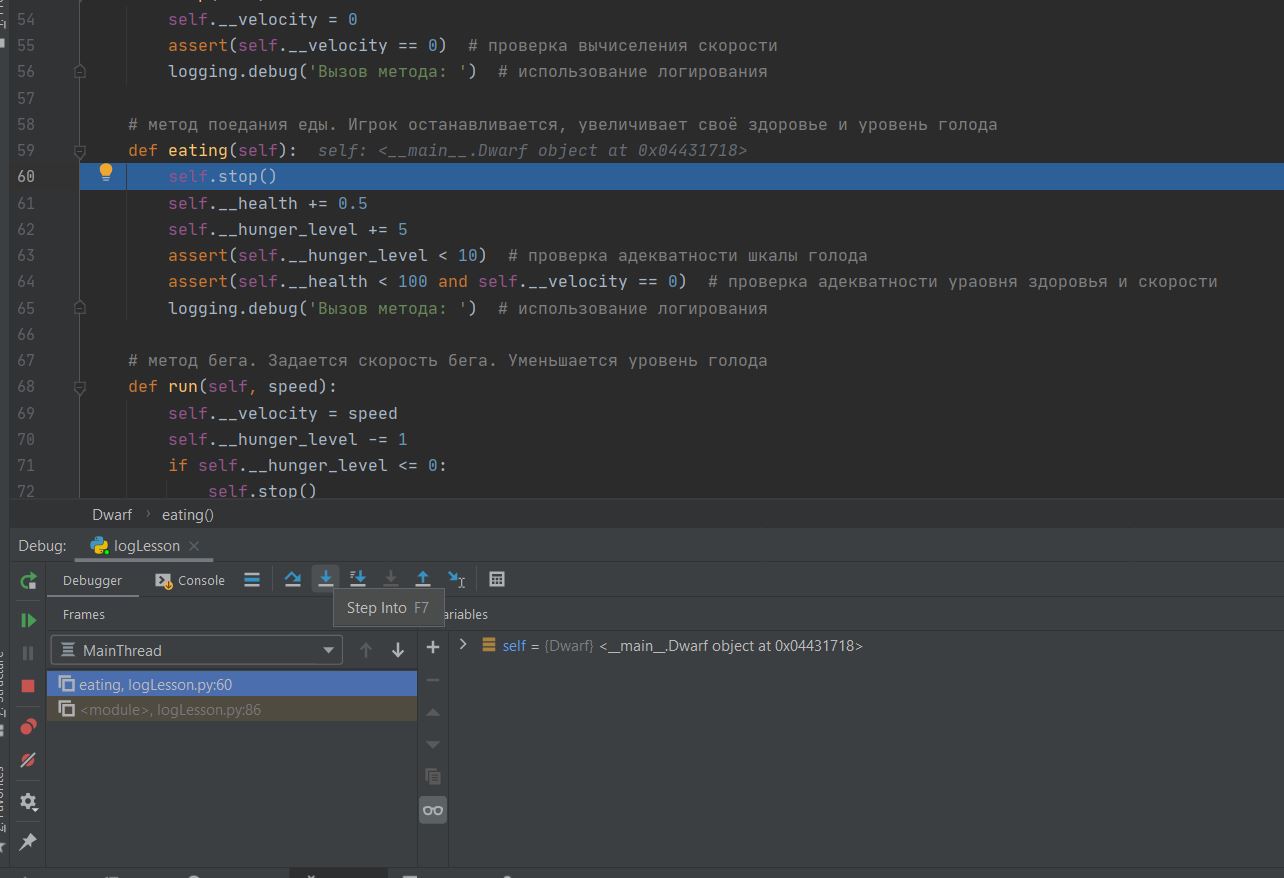 54 self.__velocity = 0
55 assert(self.__velocity == 0) # проверка вычиселения скорости
56 logging.debug('Вызов метода: ') # использование логирования
57
58 # метод поедания еды. Игрок останавливается, увеличивает своё здоровье и уровень голода
59 def eating(self): self: <__main__.Dwarf object at 0x04431718>
60 self.stop()
61 self.__health += 0.5
62 self.__hunger_level += 5
63 assert(self.__hunger_level < 10) # проверка адекватности шкалы голода
64 assert(self.__health < 100 and self.__velocity == 0) # проверка адекватности ураовня здоровья и скорости
65 logging.debug('Вызов метода: ') # использование логирования
66
67 # метод бега. Задается скорость бега. Уменьшается уровень голода
68 def run(self, speed):
69 self.__velocity = speed
70 self.__hunger_level -= 1
71 if self.__hunger_level <= 0:
72 self.stop()
Dwarf › eating()
Debug: logLesson
Debugger Console
Step Into F7
Frames ariables
MainThread
self = {Dwarf} <__main__.Dwarf object at 0x04431718>
eating, logLesson.py:60
<module>, logLesson.py:86